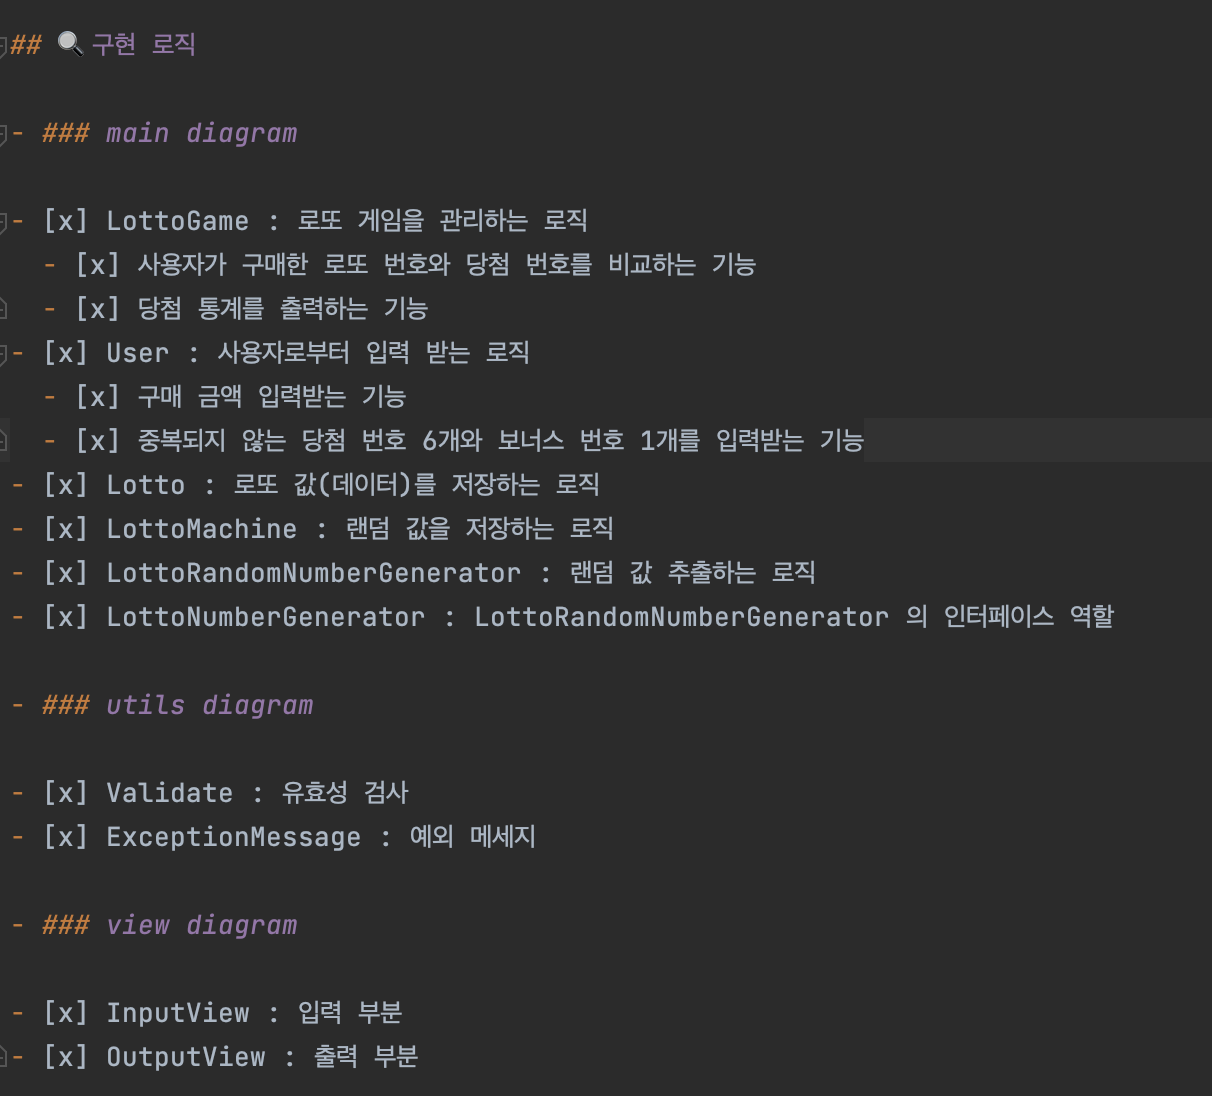 ## 🔍 구현 로직
- ### main diagram
- [x] LottoGame : 로또 게임을 관리하는 로직
- [x] 사용자가 구매한 로또 번호와 당첨 번호를 비교하는 기능
- [x] 당첨 통계를 출력하는 기능
- [x] User : 사용자로부터 입력 받는 로직
- [x] 구매 금액 입력받는 기능
- [x] 중복되지 않는 당첨 번호 6개와 보너스 번호 1개를 입력받는 기능
- [x] Lotto : 로또 값(데이터)를 저장하는 로직
- [x] LottoMachine : 랜덤 값을 저장하는 로직
- [x] LottoRandomNumberGenerator : 랜덤 값 추출하는 로직
- [x] LottoNumberGenerator : LottoRandomNumberGenerator 의 인터페이스 역할
- ### utils diagram
- [x] Validate : 유효성 검사
- [x] ExceptionMessage : 예외 메세지
- ### view diagram
- [x] InputView : 입력 부분
- [x] OutputView : 출력 부분